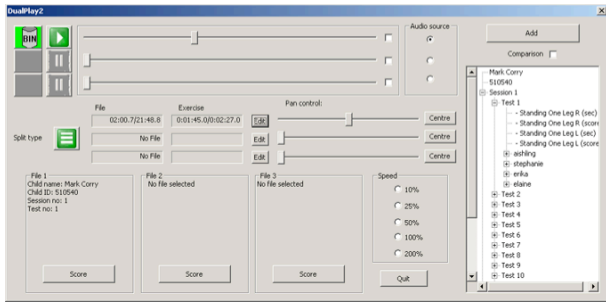 DualPlay2
BIN
Audio source
Add
Comparison
File
Exercise
Pan control:
02:00.7/21:48.8
0:01:45.0/0:02:27.0
Edit
Centre
Split type
No File
Edit
Centre
No File
Edit
Centre
File 1
Child name: Mark Corry
Child ID: 510540
Session no: 1
Test no: 1
Score
File 2
No file selected
Score
File 3
No file selected
Score
Speed
10%
25%
50%
100%
200%
Quit
Mark Corry
510540
Session 1
Test 1
- Standing One Leg R (sec)
- Standing One Leg R (score
- Standing One Leg L (sec)
- Standing One Leg L (score
aishling
stephanie
erika
elaine
Test 2
Test 3
Test 4
Test 5
Test 6
Test 7
Test 8
Test 9
Test 10